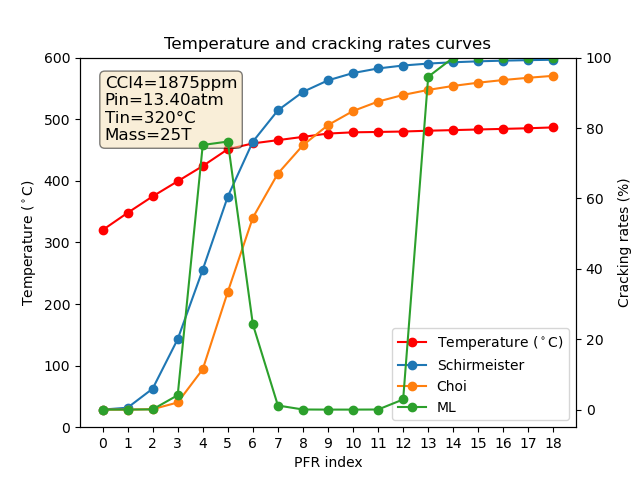 Temperature and cracking rates curves
CCl4=1875ppm
Pin=13.40atm
Tin=320°C
Mass=25T
600
500
400
300
200
100
0
Temperature (°C)
100
80
60
40
20
0
Cracking rates (%)
Temperature (°C)
Schirmeister
Choi
ML
0 1 2 3 4 5 6 7 8 9 10 11 12 13 14 15 16 17 18
PFR index